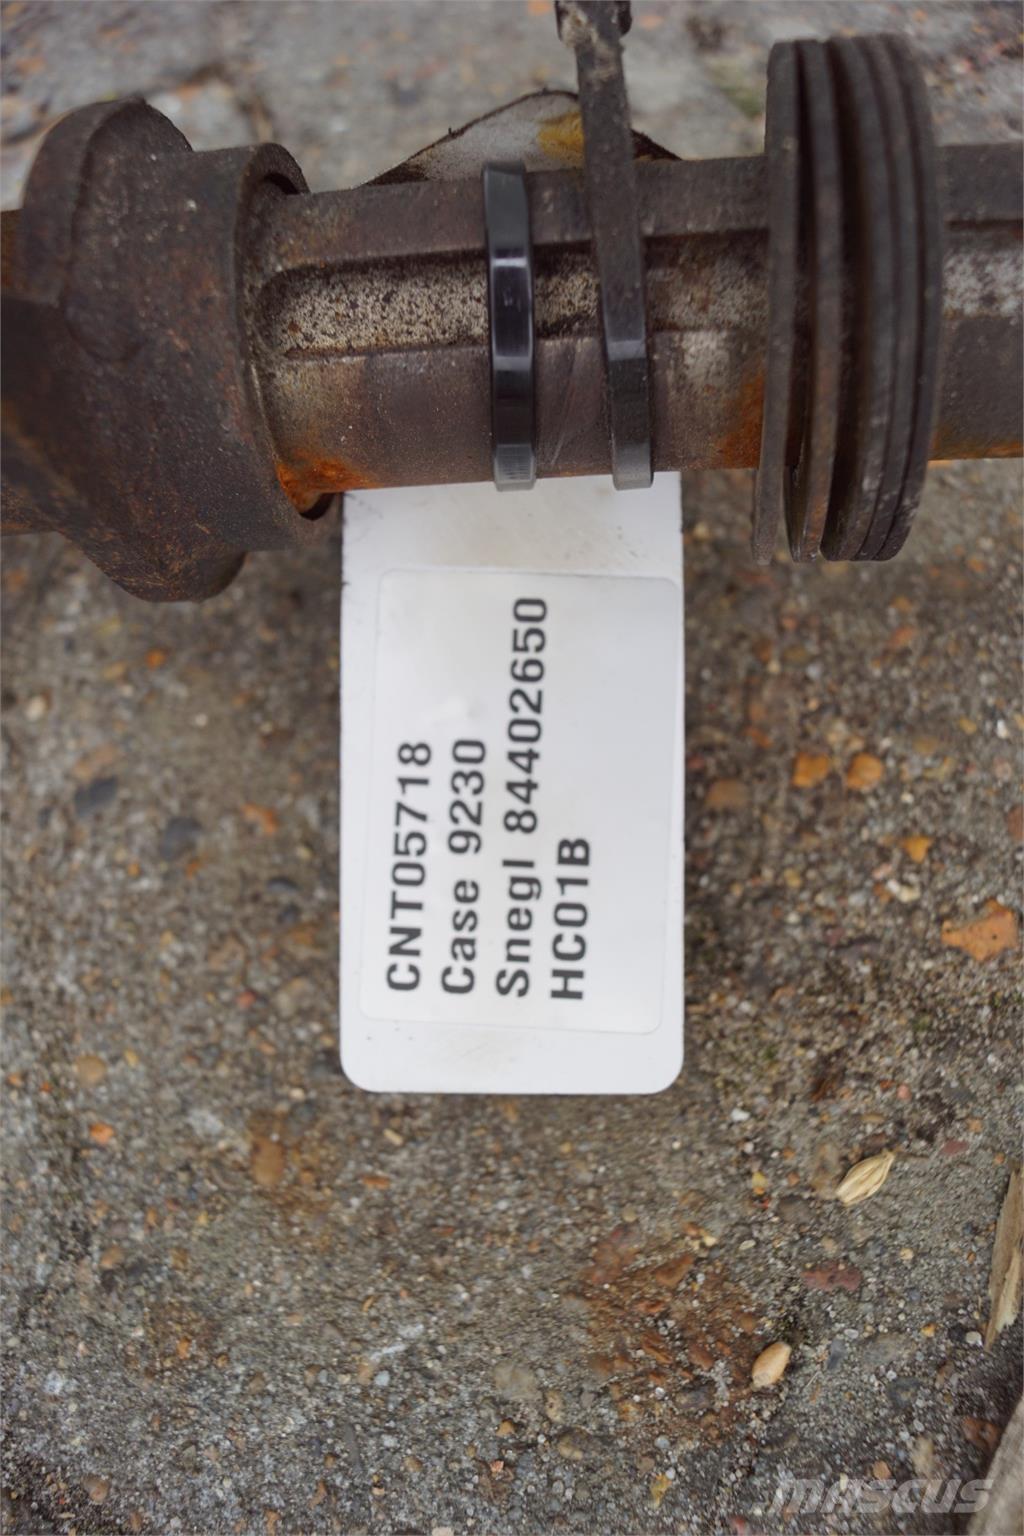 CNT05718
Case 9230
Snegl 84402650
HC01B
MASCUS